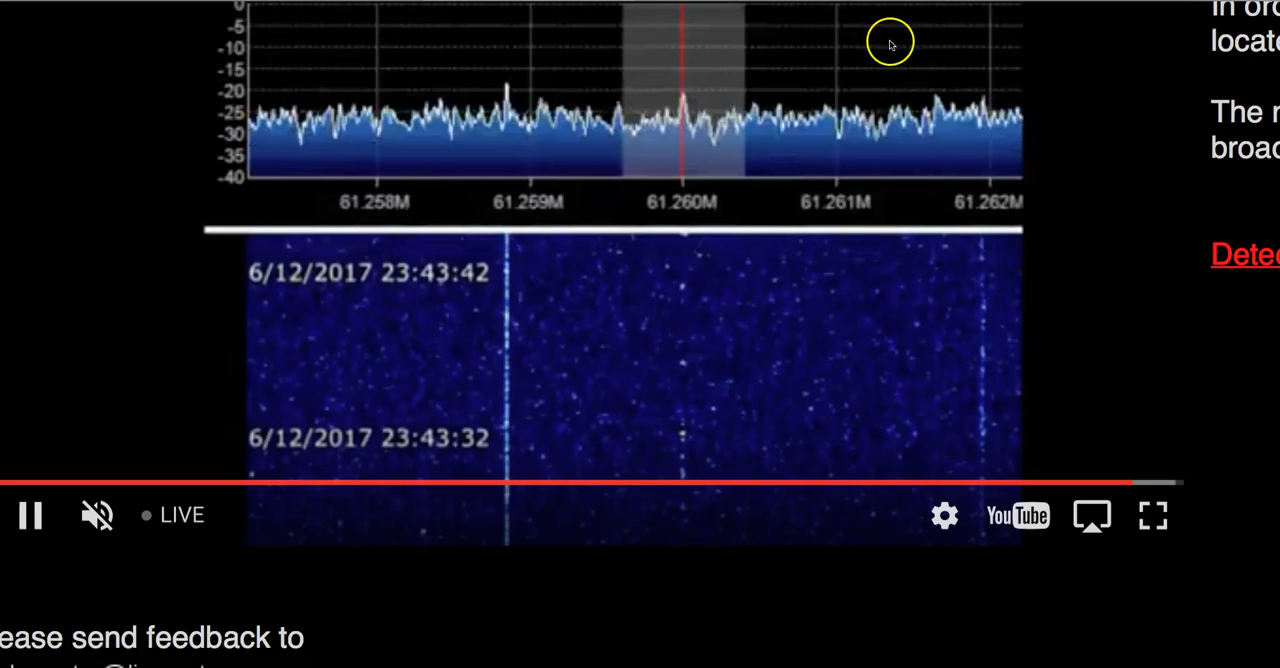 0
-5
-10
-15
-20
-25
-30
-35
-40
61.258M 61.259M 61.260M 61.261M 61.262M
6/12/2017 23:43:42
6/12/2017 23:43:32
LIVE
YouTube
ease send feedback to
In or
locate
The
broad
Detec